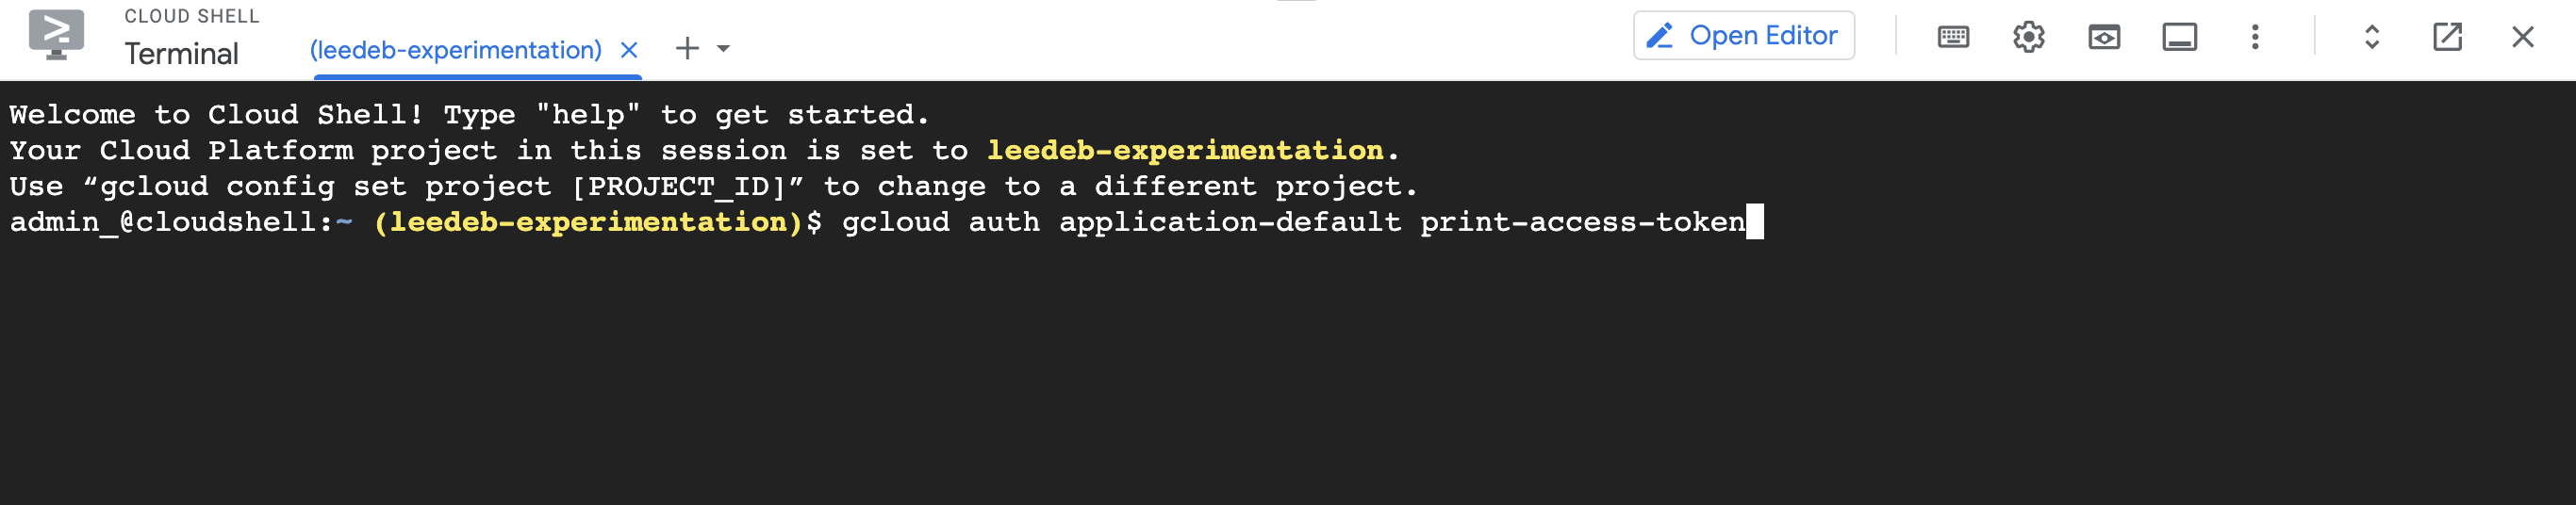 CLOUD SHELL
Terminal
(leedeb-experimentation)
Open Editor
Welcome to Cloud Shell! Type "help" to get started.
Your Cloud Platform project in this session is set to leedeb-experimentation.
Use “gcloud config set project [PROJECT_ID]” to change to a different project.
admin_@cloudshell:~ (leedeb-experimentation)$ gcloud auth application-default print-access-token